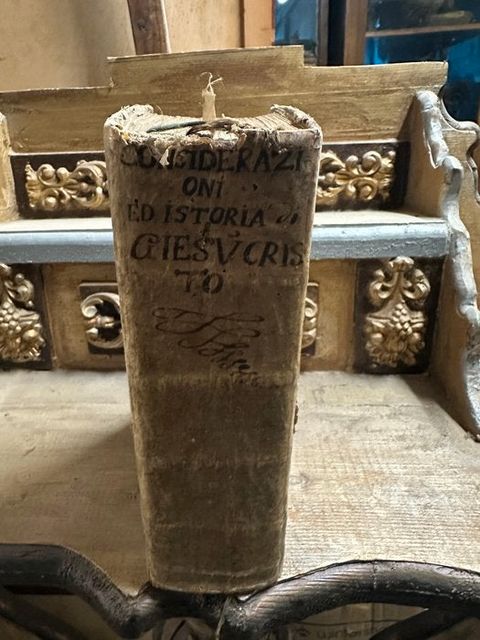 CONSIDERAZI
ONI
ED ISTORIA di
GIESV CRIS
TO